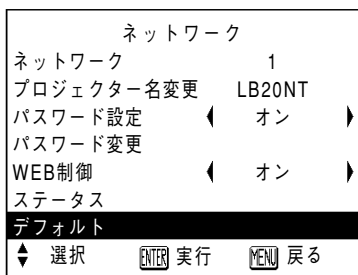 ネットワーク
ネットワーク 1
プロジェクター名変更 LB20NT
パスワード設定 オン
パスワード変更
WEB制御 オン
ステータス
デフォルト
選択 ENTER 実行 MENU 戻る